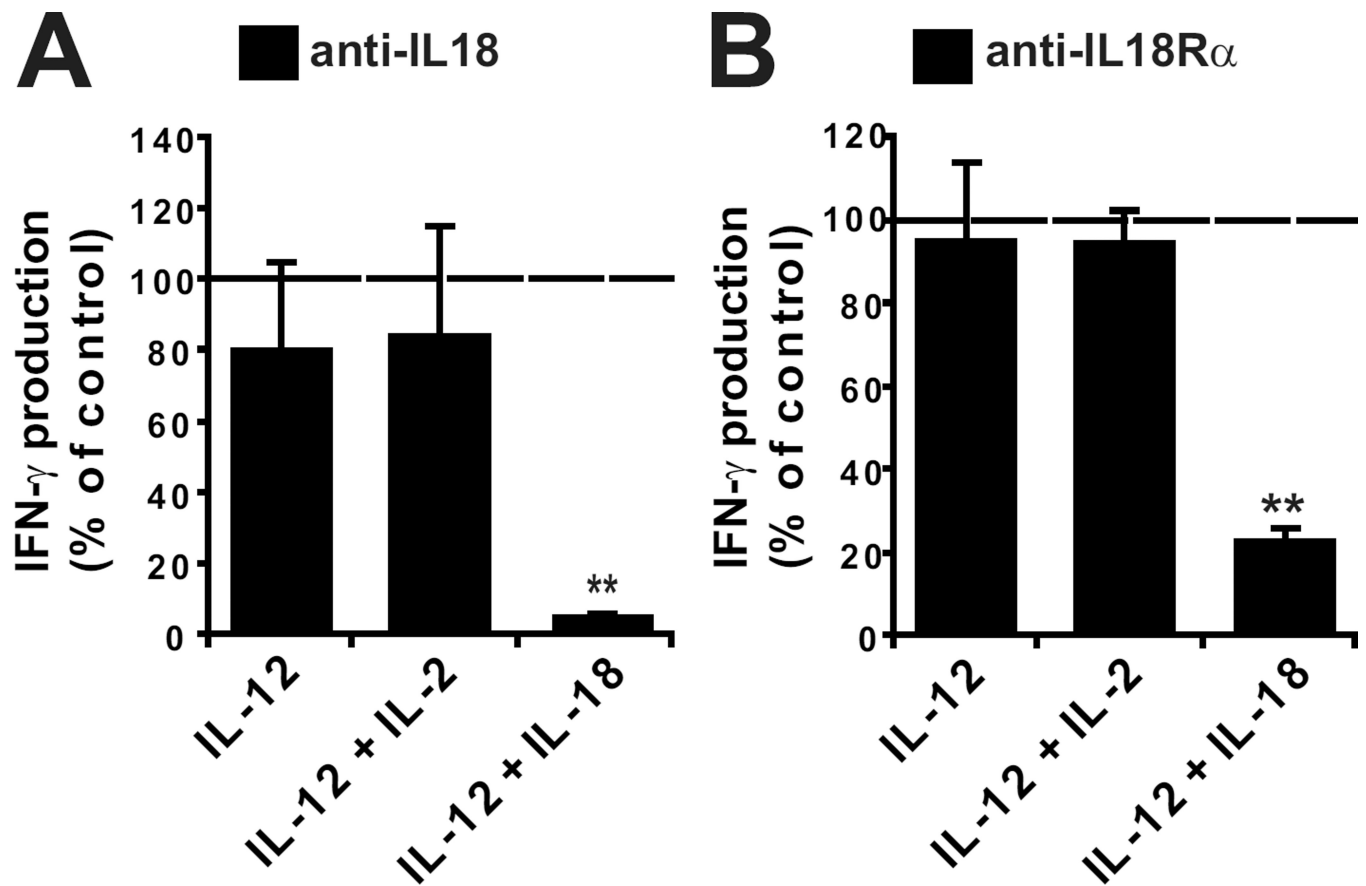 A
anti-IL18
IFN-γ production
(% of control)
140
120
100
80
60
40
20
0
**
IL-12
IL-12 + IL-2
IL-12 + IL-18
B
anti-IL18Rα
IFN-γ production
(% of control)
120
100
80
60
40
20
0
**
IL-12
IL-12 + IL-2
IL-12 + IL-18